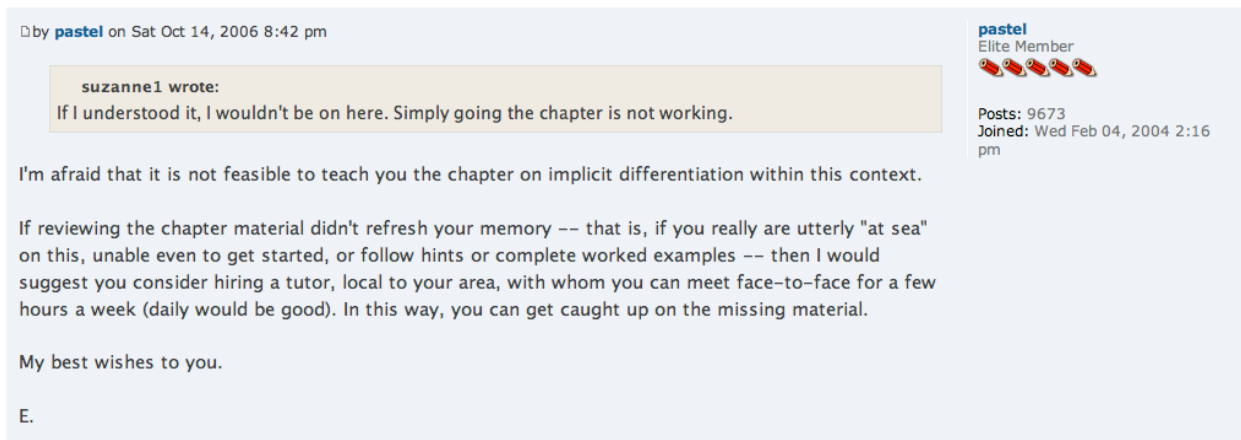 by pastel on Sat Oct 14, 2006 8:42 pm
suzanne1 wrote:
If I understood it, I wouldn't be on here. Simply going the chapter is not working.
I'm afraid that it is not feasible to teach you the chapter on implicit differentiation within this context.
If reviewing the chapter material didn't refresh your memory -- that is, if you really are utterly "at sea"
on this, unable even to get started, or follow hints or complete worked examples -- then I would
suggest you consider hiring a tutor, local to your area, with whom you can meet face-to-face for a few
hours a week (daily would be good). In this way, you can get caught up on the missing material.
My best wishes to you.
E.
pastel
Elite Member
Posts: 9673
Joined: Wed Feb 04, 2004 2:16
pm